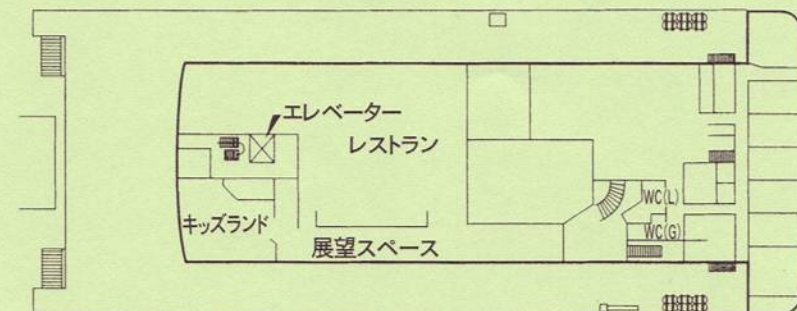 エレベーター
レストラン
WC(L)
キッズランド
WC(G)
展望スペース